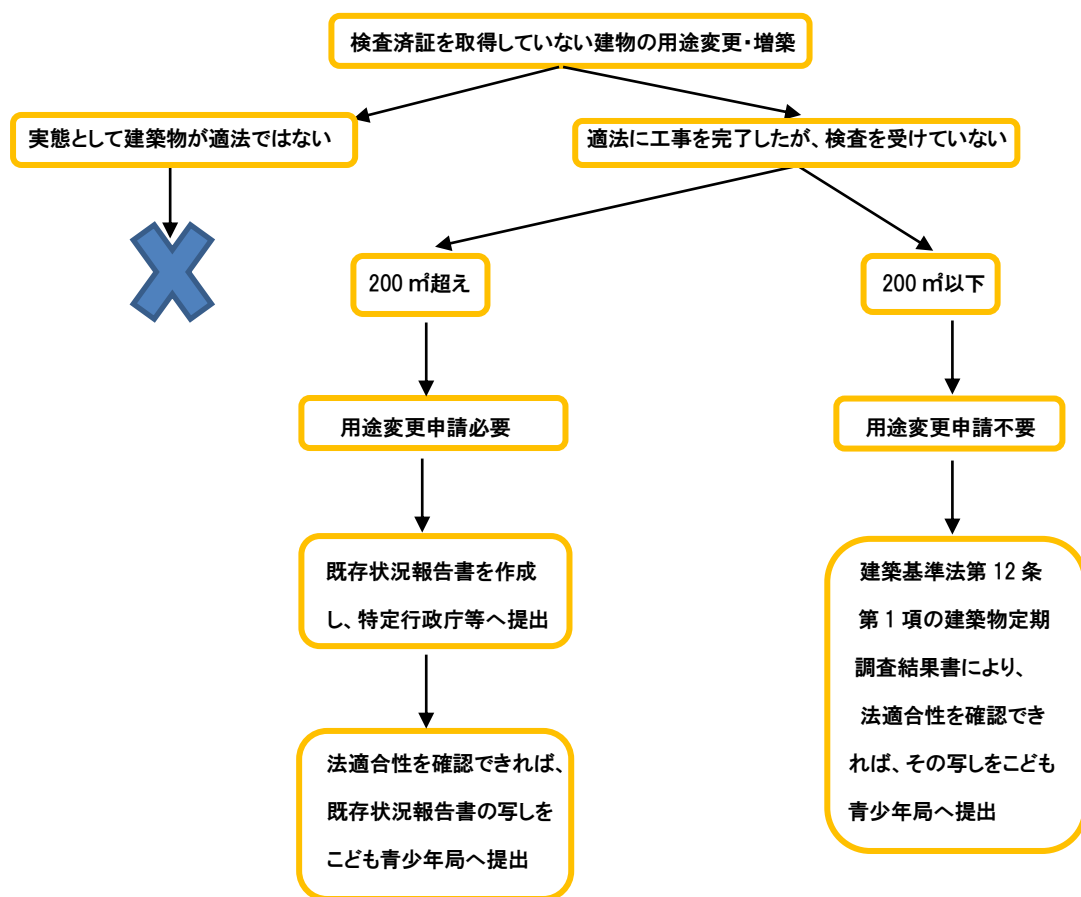 検査済証を取得していない建物の用途変更・増築
実態として建築物が適法ではない
適法に工事を完了したが、検査を受けていない
200㎡超え
200㎡以下
用途変更申請必要
用途変更申請不要
既存状況報告書を作成
し、特定行政庁等へ提出
建築基準法第12条
第1項の建築物定期
調査結果書により、
法適合性を確認でき
れば、その写しをこども
青少年局へ提出
法適合性を確認できれば、
既存状況報告書の写しを
こども青少年局へ提出